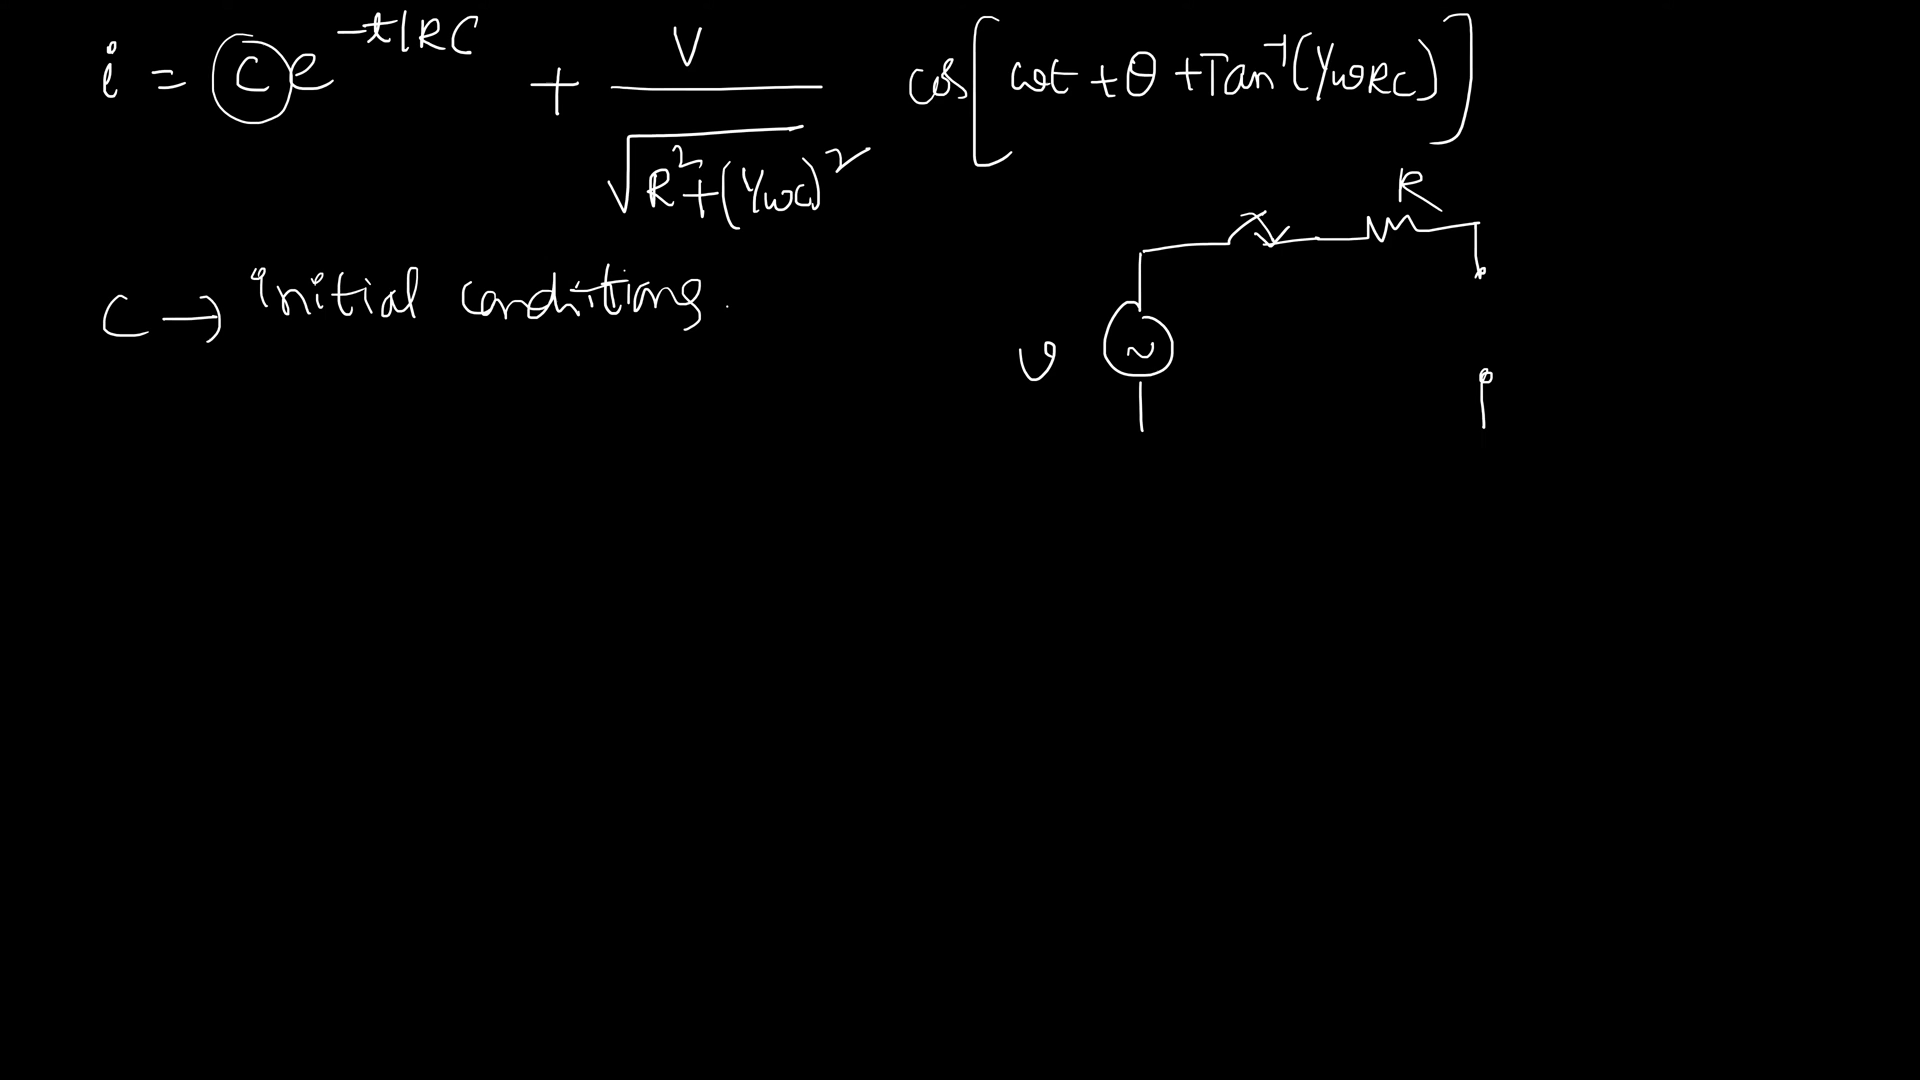 i = c e^{-t/RC} + V / √(R² + (1/ωC)²) cos[ωt + θ + Tan⁻¹(1/ωRC)]
R
C → initial conditions.
v